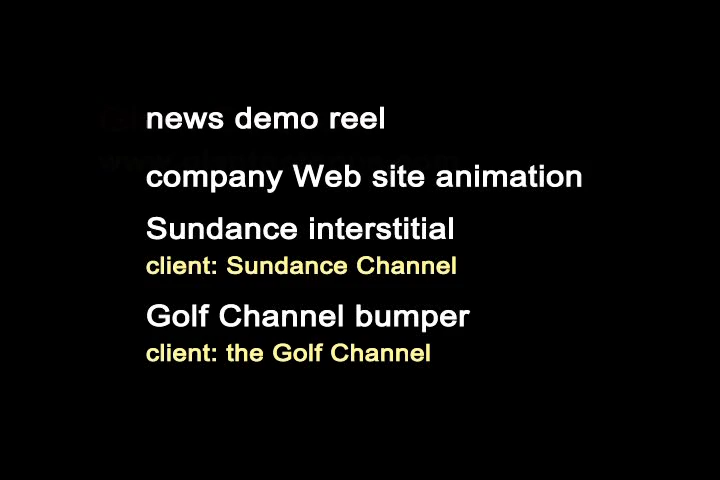 news demo reel
company Web site animation
Sundance interstitial
client: Sundance Channel
Golf Channel bumper
client: the Golf Channel